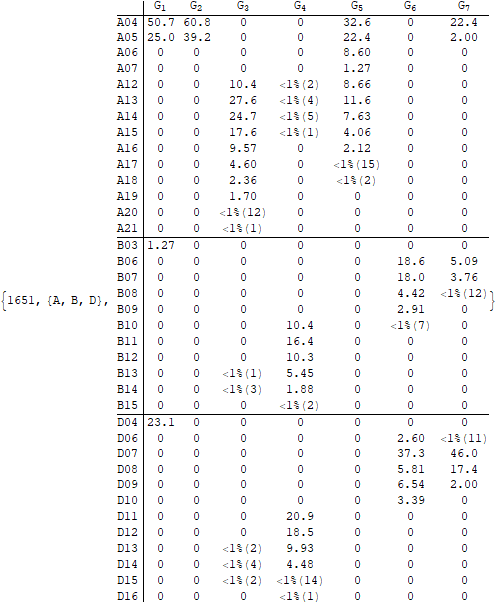 G₁ G₂ G₃ G₄ G₅ G₆ G₇
A04 50.7 60.8 0 0 32.6 0 22.4
A05 25.0 39.2 0 0 22.4 0 2.00
A06 0 0 0 0 8.60 0 0
A07 0 0 0 0 1.27 0 0
A12 0 0 10.4 <1%(2) 8.66 0 0
A13 0 0 27.6 <1%(4) 11.6 0 0
A14 0 0 24.7 <1%(5) 7.63 0 0
A15 0 0 17.6 <1%(1) 4.06 0 0
A16 0 0 9.57 0 2.12 0 0
A17 0 0 4.60 0 <1%(15) 0 0
A18 0 0 2.36 0 <1%(2) 0 0
A19 0 0 1.70 0 0 0 0
A20 0 0 <1%(12) 0 0 0 0
A21 0 0 <1%(1) 0 0 0 0
B03 1.27 0 0 0 0 0 0
B06 0 0 0 0 0 18.6 5.09
B07 0 0 0 0 0 18.0 3.76
{1651, {A, B, D}, B08 0 0 0 0 0 4.42 <1%(12)}
B09 0 0 0 0 0 2.91 0
B10 0 0 0 10.4 0 <1%(7) 0
B11 0 0 0 16.4 0 0 0
B12 0 0 0 10.3 0 0 0
B13 0 0 <1%(1) 5.45 0 0 0
B14 0 0 <1%(3) 1.88 0 0 0
B15 0 0 0 <1%(2) 0 0 0
D04 23.1 0 0 0 0 0 0
D06 0 0 0 0 0 2.60 <1%(11)
D07 0 0 0 0 0 37.3 46.0
D08 0 0 0 0 0 5.81 17.4
D09 0 0 0 0 0 6.54 2.00
D10 0 0 0 0 0 3.39 0
D11 0 0 0 20.9 0 0 0
D12 0 0 0 18.5 0 0 0
D13 0 0 <1%(2) 9.93 0 0 0
D14 0 0 <1%(4) 4.48 0 0 0
D15 0 0 <1%(2) <1%(14) 0 0 0
D16 0 0 0 <1%(1) 0 0 0